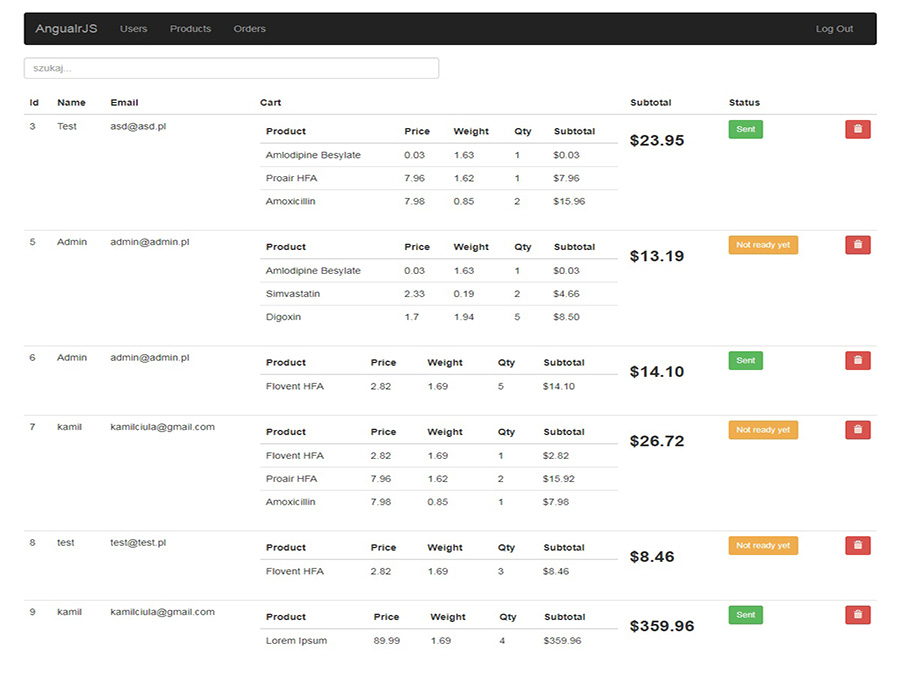 AngualrJS Users Products Orders Log Out
szukaj...
Id Name Email Cart Subtotal Status
3 Test asd@asd.pl Product Price Weight Qty Subtotal $23.95 Sent
Amlodipine Besylate 0.03 1.63 1 $0.03
Proair HFA 7.96 1.62 1 $7.96
Amoxicillin 7.98 0.85 2 $15.96
5 Admin admin@admin.pl Product Price Weight Qty Subtotal $13.19 Not ready yet
Amlodipine Besylate 0.03 1.63 1 $0.03
Simvastatin 2.33 0.19 2 $4.66
Digoxin 1.7 1.94 5 $8.50
6 Admin admin@admin.pl Product Price Weight Qty Subtotal $14.10 Sent
Flovent HFA 2.82 1.69 5 $14.10
7 kamil kamilciula@gmail.com Product Price Weight Qty Subtotal $26.72 Not ready yet
Flovent HFA 2.82 1.69 1 $2.82
Proair HFA 7.96 1.62 2 $15.92
Amoxicillin 7.98 0.85 1 $7.98
8 test test@test.pl Product Price Weight Qty Subtotal $8.46 Not ready yet
Flovent HFA 2.82 1.69 3 $8.46
9 kamil kamilciula@gmail.com Product Price Weight Qty Subtotal $359.96 Sent
Lorem Ipsum 89.99 1.69 4 $359.96